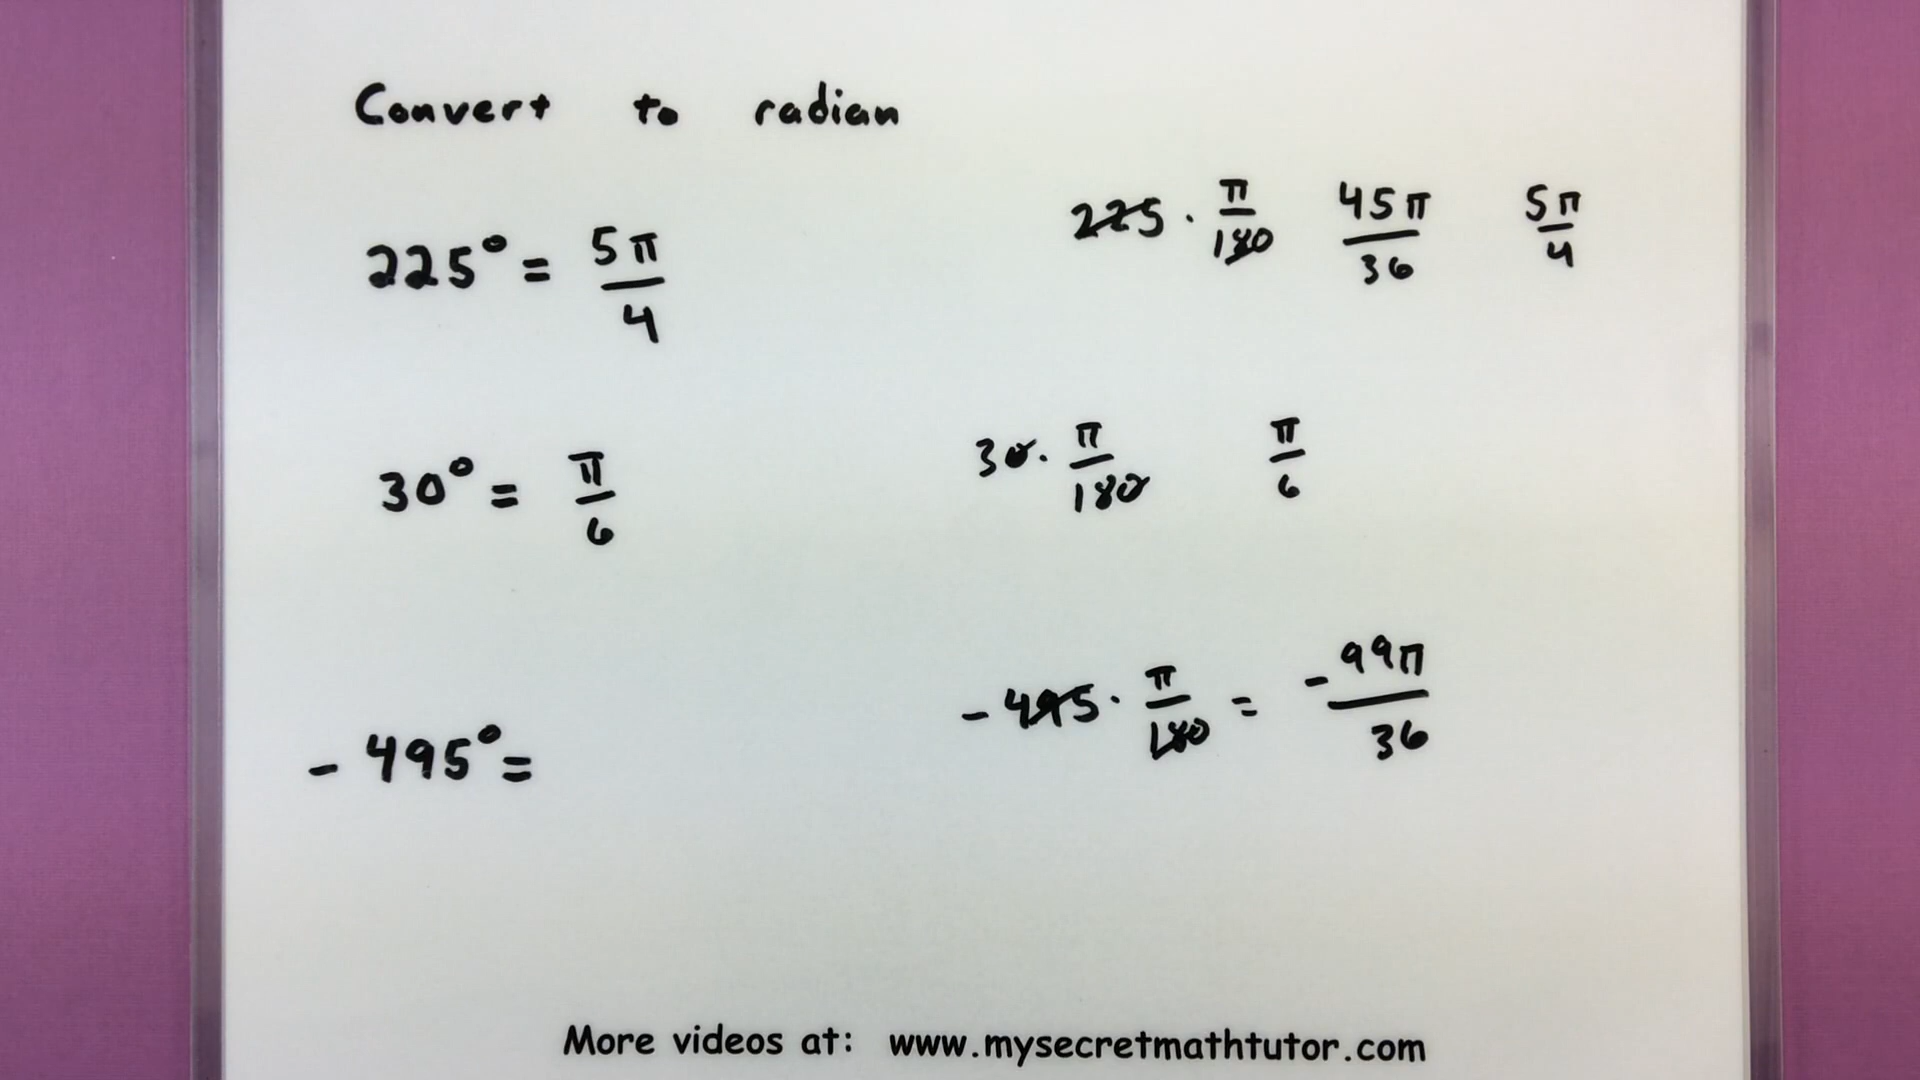 Convert to radian
225° = 5π/4
225 · π/180 45π/36 5π/4
30° = π/6
30 · π/180 π/6
-495° =
-495 · π/180 = -99π/36
More videos at: www.mysecretmathtutor.com